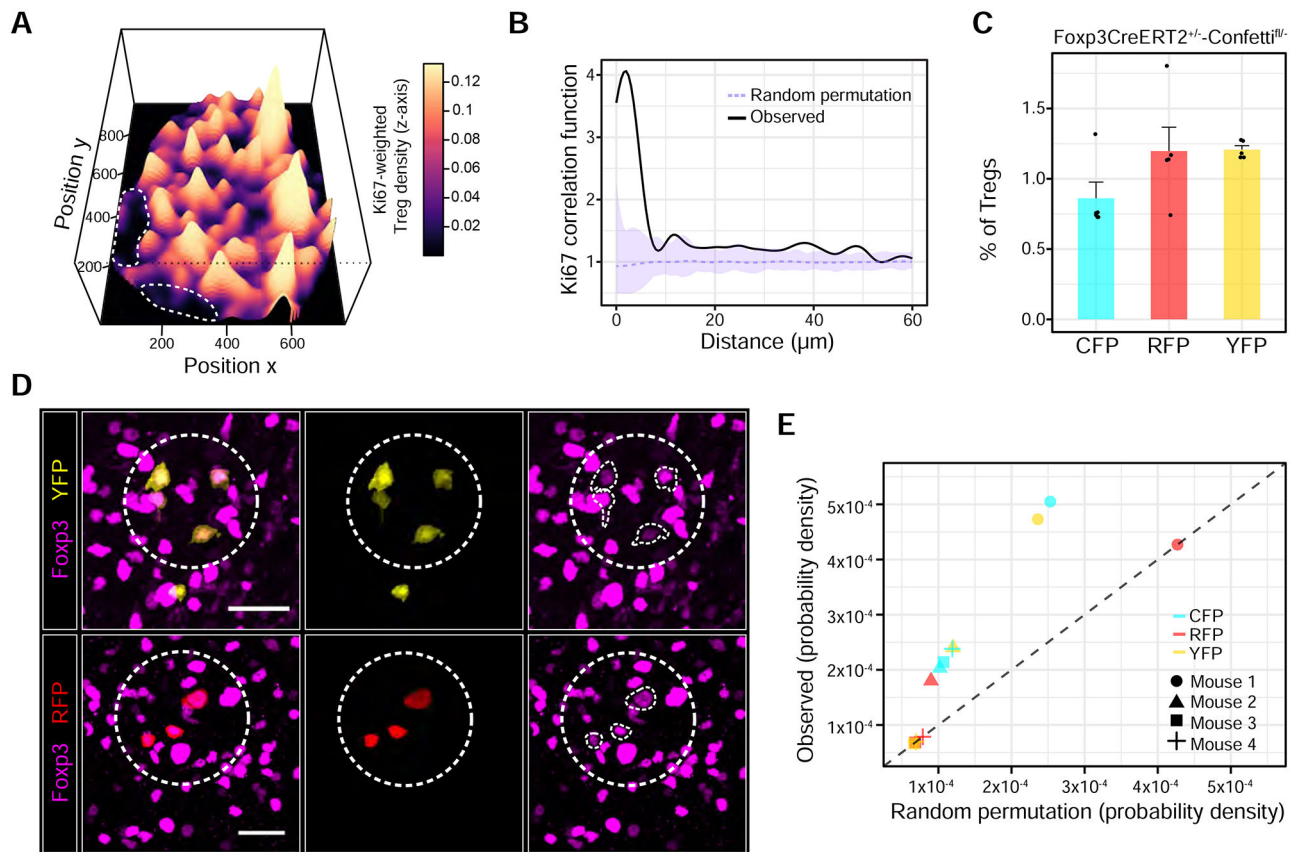 A
Position y
800
600
400
200
200
400
600
Position x
Ki67-weighted
Treg density (z-axis)
0.12
0.1
0.08
0.06
0.04
0.02
B
Ki67 correlation function
4
3
2
1
0
20
40
60
Distance (µm)
Random permutation
Observed
C
Foxp3CreERT2+/--Confettifl/-
% of Tregs
1.5
1.0
0.5
0.0
CFP
RFP
YFP
D
Foxp3 YFP
Foxp3 RFP
E
Observed (probability density)
5x10-4
4x10-4
3x10-4
2x10-4
1x10-4
1x10-4
2x10-4
3x10-4
4x10-4
5x10-4
Random permutation (probability density)
CFP
RFP
YFP
Mouse 1
Mouse 2
Mouse 3
Mouse 4